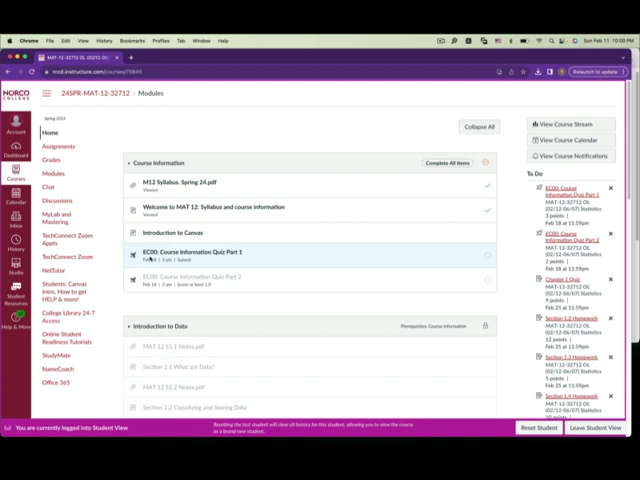 Chrome File Edit View History Bookmarks Profiles Tab Window Help
Sun Feb 11 10:00 PM
MAT-12-32712 OL
rccd.instructure.com/courses/75845
Relaunch to update
NORCO
COLLEGE
24SPR-MAT-12-32712 › Modules
Account
Dashboard
Courses
Calendar
Inbox
History
Studio
Student
Resources
Help & More
Spring 2024
Home
Assignments
Grades
Modules
Chat
Discussions
MyLab and
Mastering
TechConnect Zoom
Appts
TechConnect Zoom
NetTutor
Students: Canvas
Intro, How to get
HELP & more!
College Library 24-7
Access
Online Student
Readiness Tutorials
StudyMate
NameCoach
Office 365
Collapse All
Course Information
Complete All Items
M12 Syllabus. Spring 24.pdf
Viewed
Welcome to MAT 12: Syllabus and course information
Viewed
Introduction to Canvas
EC00: Course Information Quiz Part 1
Feb 18 | 3 pts | Submit
EC00: Course Information Quiz Part 2
Feb 18 | 2 pts | Score at least 1.0
Introduction to Data
Prerequisites: Course Information
MAT 12 S1.1 Notes.pdf
Section 1.1 What are Data?
MAT 12 S1.2 Notes.pdf
Section 1.2 Classifying and Storing Data
View Course Stream
View Course Calendar
View Course Notifications
To Do
EC00: Course
Information Quiz Part 1
MAT-12-32712 OL
(02/12-06/07) Statistics
3 points |
Feb 18 at 11:59pm
EC00: Course
Information Quiz Part 2
MAT-12-32712 OL
(02/12-06/07) Statistics
2 points |
Feb 18 at 11:59pm
Chapter 1 Quiz
MAT-12-32712 OL
(02/12-06/07) Statistics
9 points |
Feb 25 at 11:59pm
Section 1.2 Homework
MAT-12-32712 OL
(02/12-06/07) Statistics
12 points |
Feb 25 at 11:59pm
Section 1.3 Homework
MAT-12-32712 OL
(02/12-06/07) Statistics
5 points |
Feb 25 at 11:59pm
Section 1.4 Homework
MAT-12-32712 OL
(02/12-06/07) Statistics
10 points |
You are currently logged into Student View
Resetting the test student will clear all history for this student, allowing you to view the course
as a brand new student.
Reset Student
Leave Student View